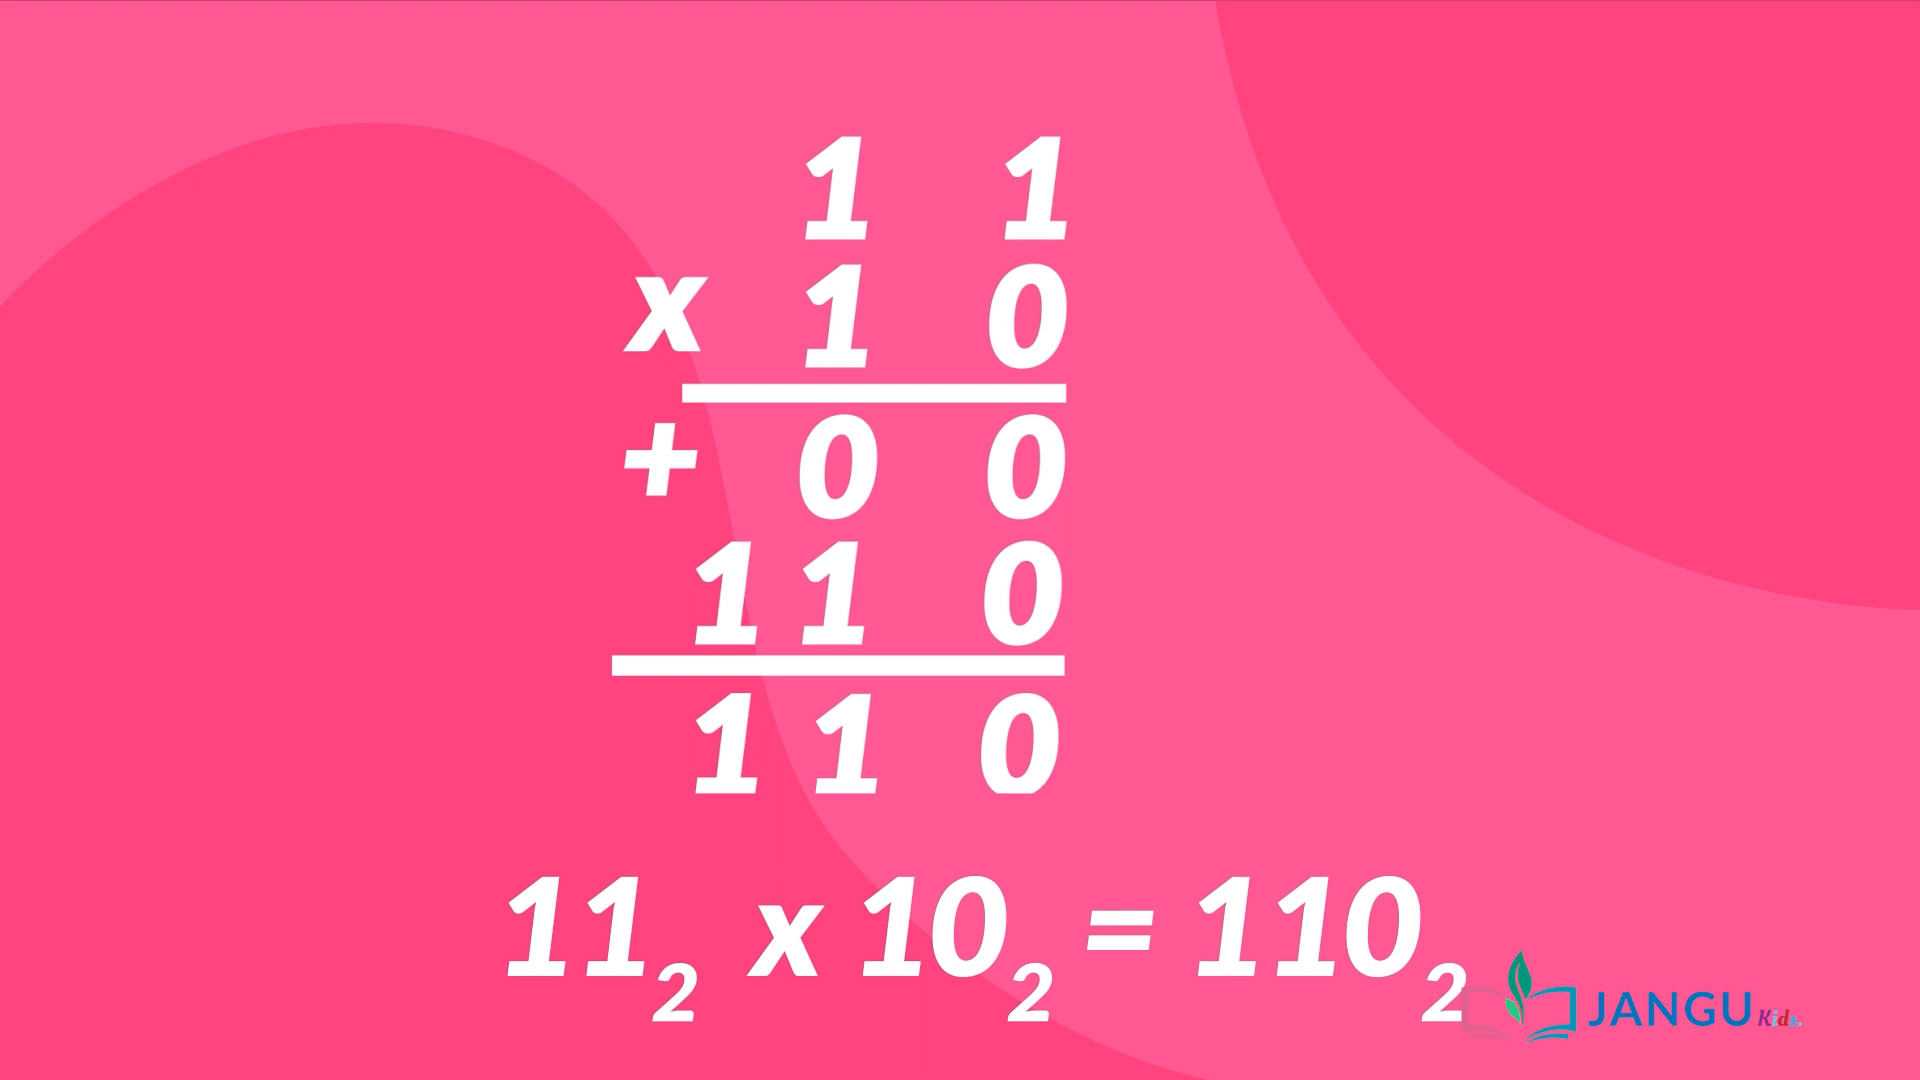 1 1
x 1 0
+ 0 0
1 1 0
1 1 0
11₂ x 10₂ = 110₂
JANGU Kids.